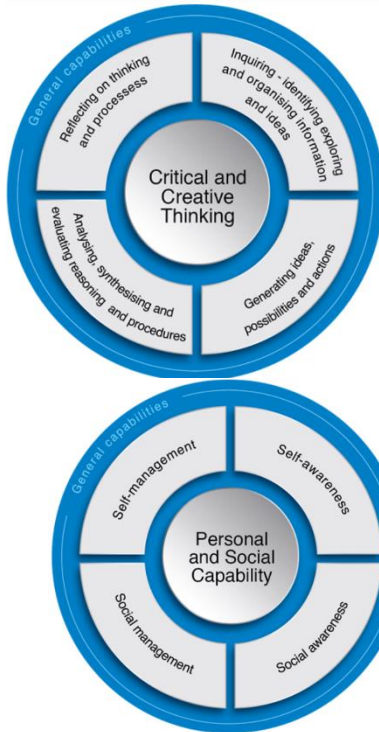 General capabilities
Reflecting on thinking
and processess
Inquiring - identifying exploring
and organising information
and ideas
Critical and
Creative
Thinking
Analysing, synthesising and
evaluating reasoning and procedures
Generating ideas,
possibilities and actions
General capabilities
Self-management
Self-awareness
Personal
and Social
Capability
Social management
Social awareness